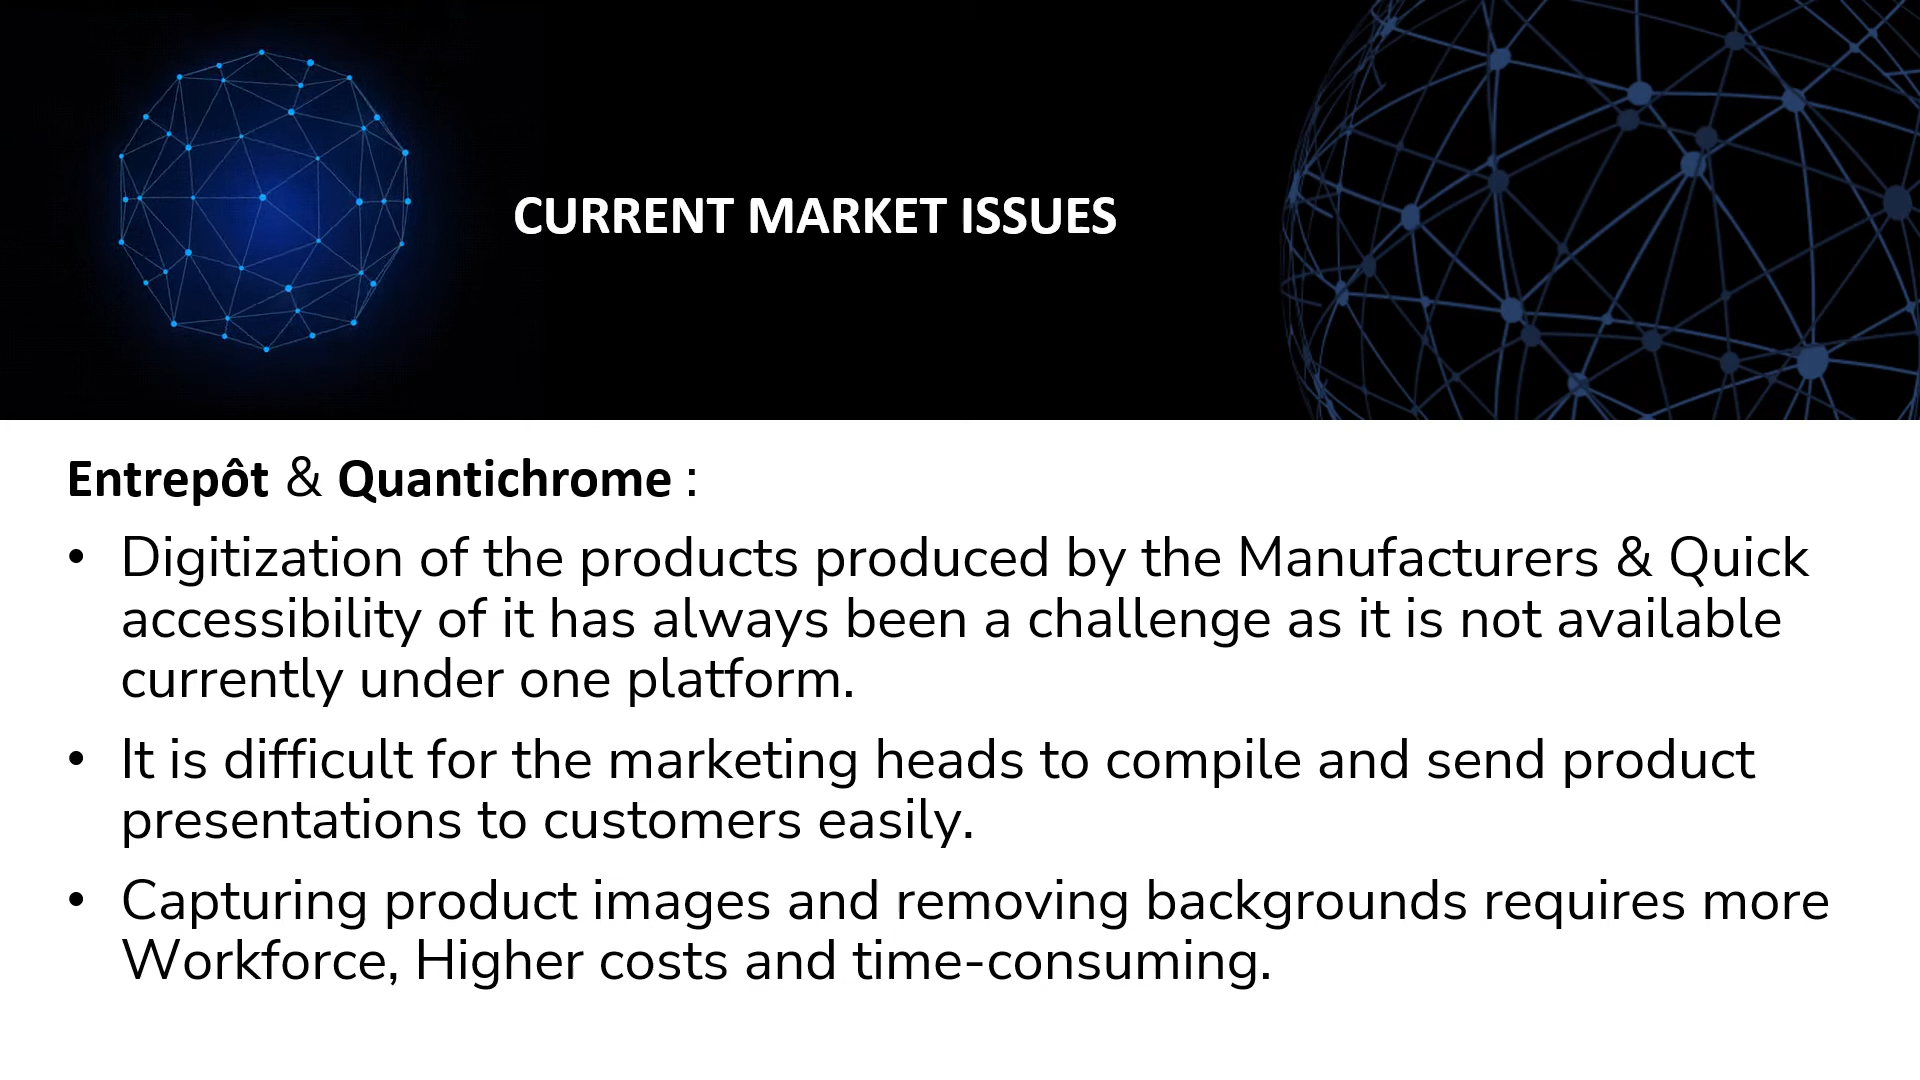 CURRENT MARKET ISSUES
Entrepôt & Quantichrome :
• Digitization of the products produced by the Manufacturers & Quick
accessibility of it has always been a challenge as it is not available
currently under one platform.
• It is difficult for the marketing heads to compile and send product
presentations to customers easily.
• Capturing product images and removing backgrounds requires more
Workforce, Higher costs and time-consuming.